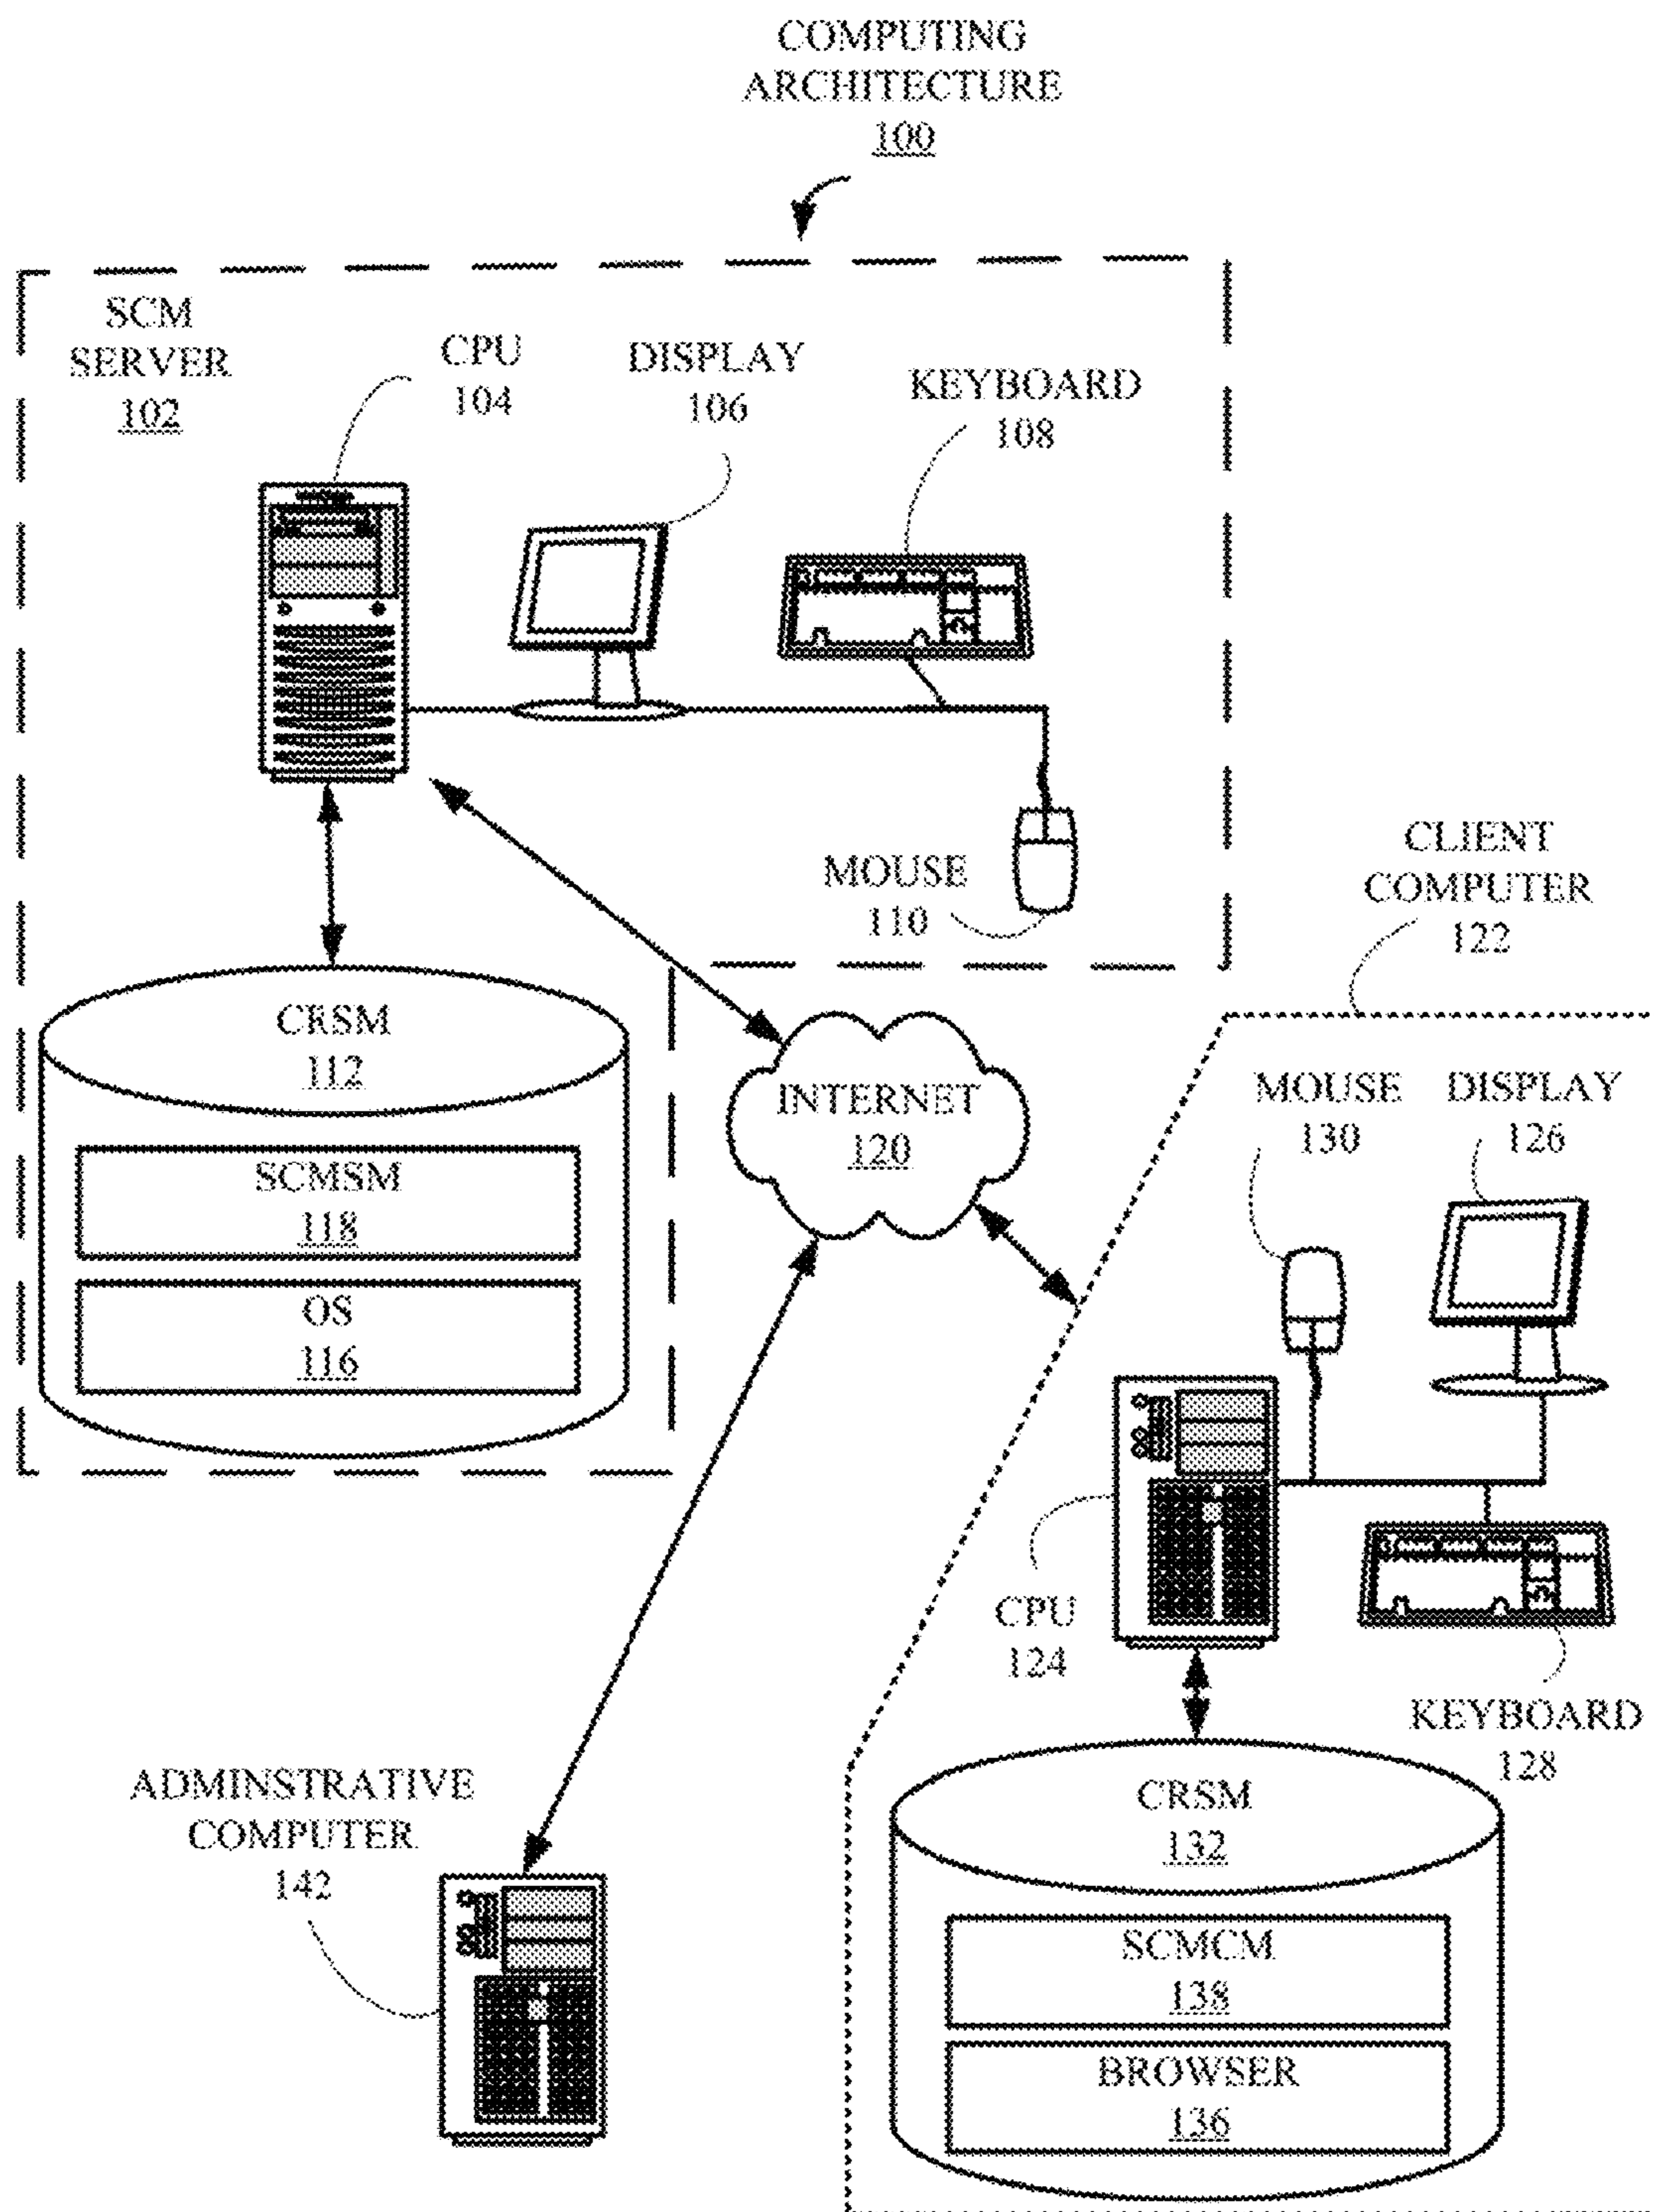 COMPUTING
ARCHITECTURE
100
SCM
SERVER
102
CPU
104
DISPLAY
106
KEYBOARD
108
MOUSE
110
CRSM
112
SCMSM
118
OS
116
INTERNET
120
CLIENT
COMPUTER
122
MOUSE
130
DISPLAY
126
CPU
124
KEYBOARD
128
ADMINSTRATIVE
COMPUTER
142
CRSM
132
SCMCM
138
BROWSER
136